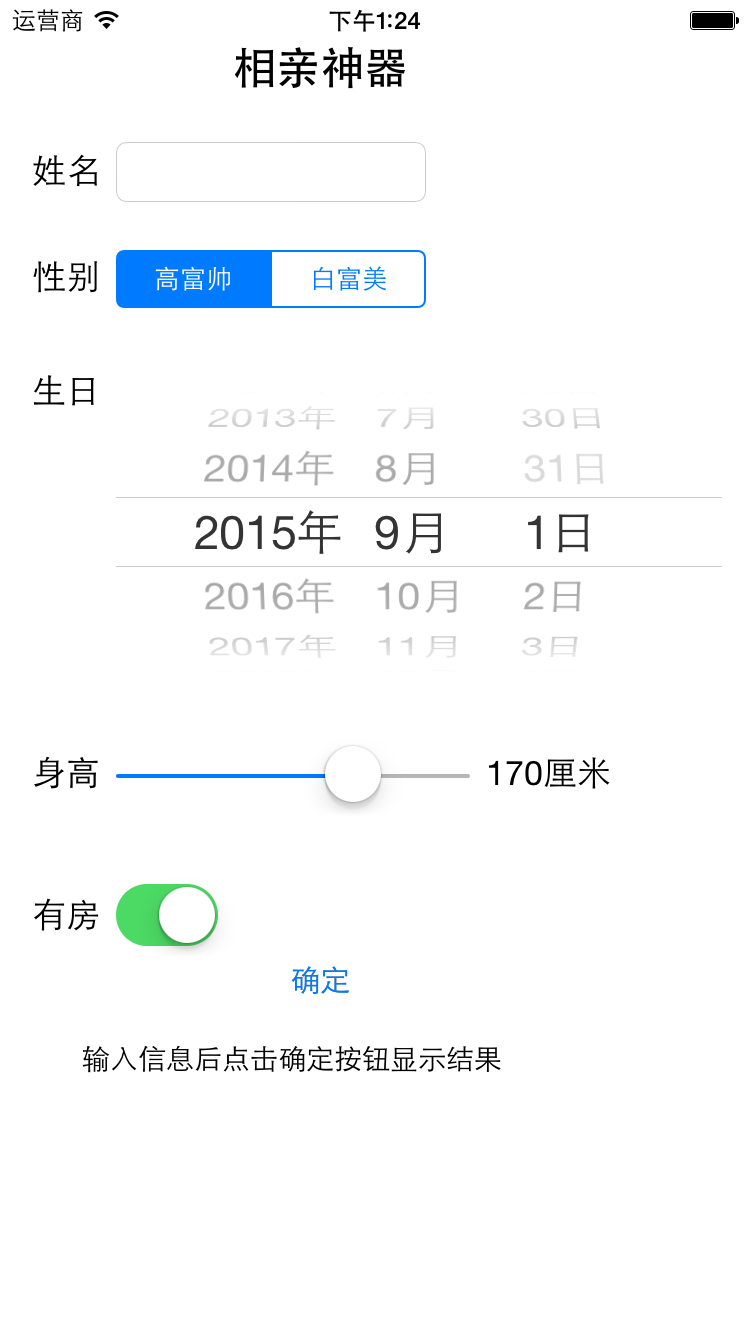 运营商 下午1:24
相亲神器
姓名
性别 高富帅 白富美
生日
2013年 7月 30日
2014年 8月 31日
2015年 9月 1日
2016年 10月 2日
2017年 11月 3日
身高 170厘米
有房
确定
输入信息后点击确定按钮显示结果